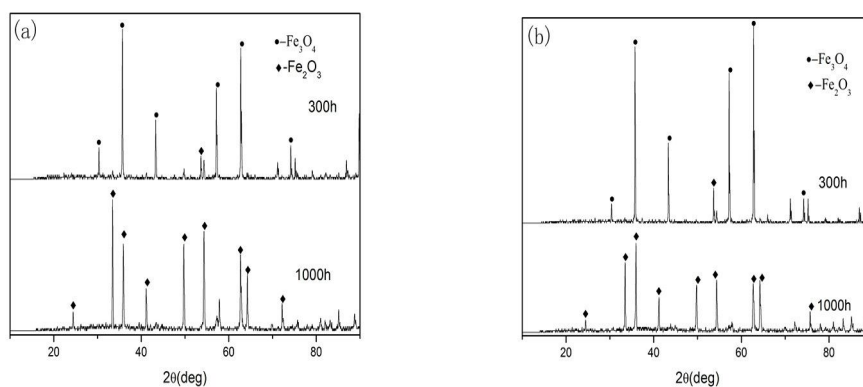 (a)
•–Fe₃O₄
◆-Fe₂O₃
300h
1000h
20
40
60
80
2θ(deg)
(b)
•–Fe₃O₄
◆–Fe₂O₃
300h
1000h
20
40
60
80
2θ(deg)